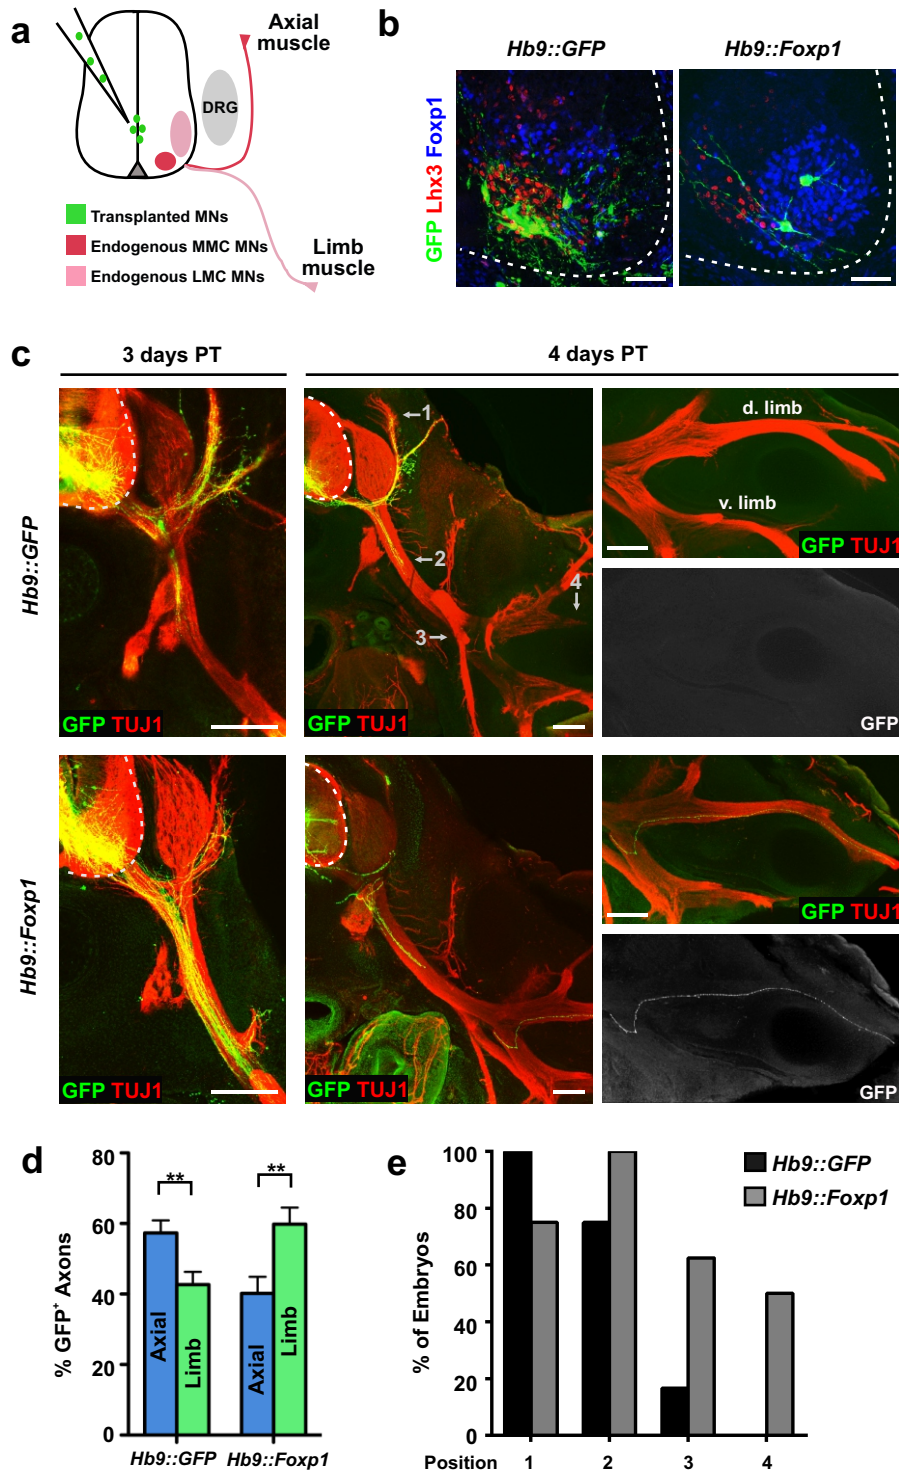 a
Axial
muscle
DRG
Transplanted MNs
Endogenous MMC MNs
Endogenous LMC MNs
Limb
muscle
b
Hb9::GFP
Hb9::Foxp1
GFP Lhx3 Foxp1
c
3 days PT
4 days PT
Hb9::GFP
GFP TUJ1
1
2
3
4
GFP TUJ1
d. limb
v. limb
GFP TUJ1
GFP
Hb9::Foxp1
GFP TUJ1
GFP TUJ1
GFP TUJ1
GFP
d
% GFP+ Axons
80
60
40
20
0
**
**
Axial
Limb
Axial
Limb
Hb9::GFP
Hb9::Foxp1
e
% of Embryos
100
80
60
40
20
0
Hb9::GFP
Hb9::Foxp1
Position 1 2 3 4